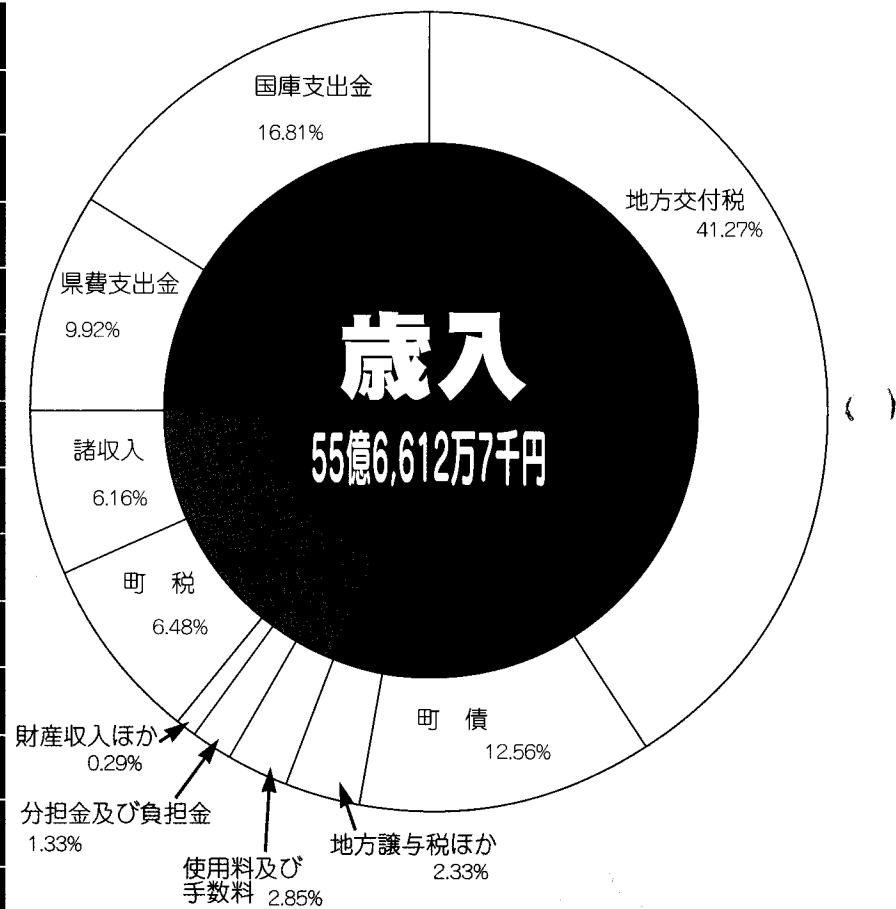 国庫支出金
16.81%
地方交付税
41.27%
県費支出金
9.92%
歳入
55億6,612万7千円
諸収入
6.16%
町 税
6.48%
町 債
12.56%
財産収入ほか
0.29%
分担金及び負担金
1.33%
使用料及び
手数料 2.85%
地方譲与税ほか
2.33%
( )